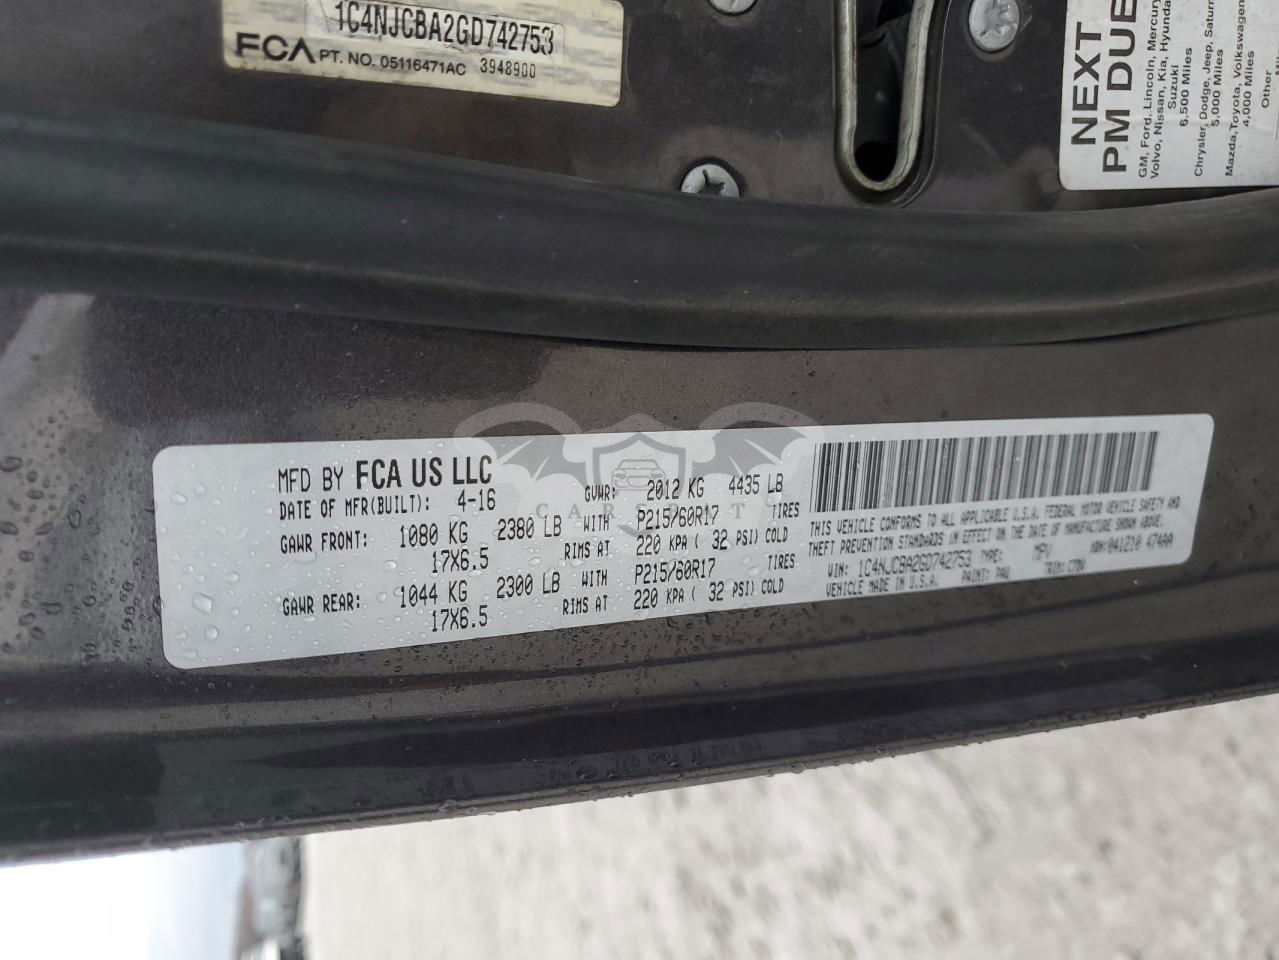 1C4NJCBA2GD742753
FCA PT. NO. 05116471AC 3948900
NEXT
PM DUE
GM, Ford, Lincoln, Mercury
Volvo, Nissan, Kia, Hyundai
Suzuki
6,500 Miles
Chrysler, Dodge, Jeep, Saturn
5,000 Miles
Mazda, Toyota, Volkswagen
4,000 Miles
Other
MFD BY FCA US LLC
DATE OF MFR(BUILT): 4-16 GVWR: 2012 KG 4435 LB
GAWR FRONT: 1080 KG 2380 LB WITH P215/60R17 TIRES
17X6.5 RIMS AT 220 KPA ( 32 PSI) COLD
GAWR REAR: 1044 KG 2300 LB WITH P215/60R17 TIRES
17X6.5 RIMS AT 220 KPA ( 32 PSI) COLD
THIS VEHICLE CONFORMS TO ALL APPLICABLE U.S.A. FEDERAL MOTOR VEHICLE SAFETY AND
THEFT PREVENTION STANDARDS IN EFFECT ON THE DATE OF MANUFACTURE SHOWN ABOVE.
VIN: 1C4NJCBA2GD742753 TYPE: MPV MDH:041210 474AA
VEHICLE MADE IN U.S.A. PAINT: PAU TRIM: